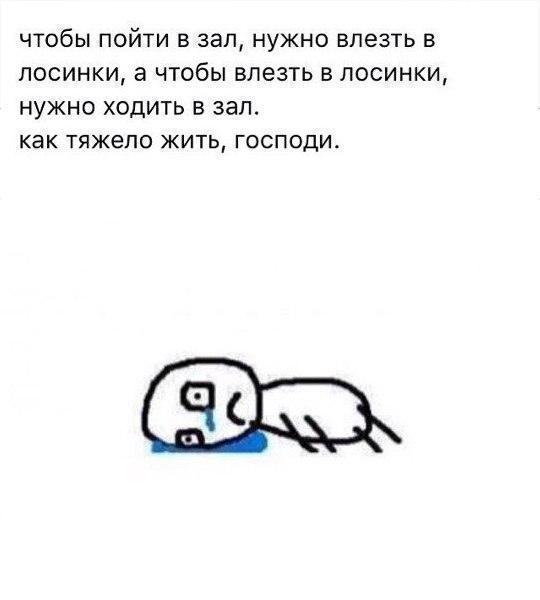 чтобы пойти в зал, нужно влезть в
лосинки, а чтобы влезть в лосинки,
нужно ходить в зал.
как тяжело жить, господи.